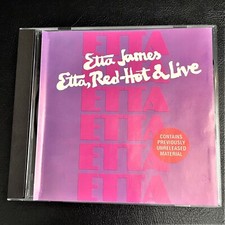 ETTA
Etta James
Etta, Red-Hot & Live
ETTA
ETTA
ETTA
ETTA
ETTA
CONTAINS
PREVIOUSLY
UNRELEASED
MATERIAL